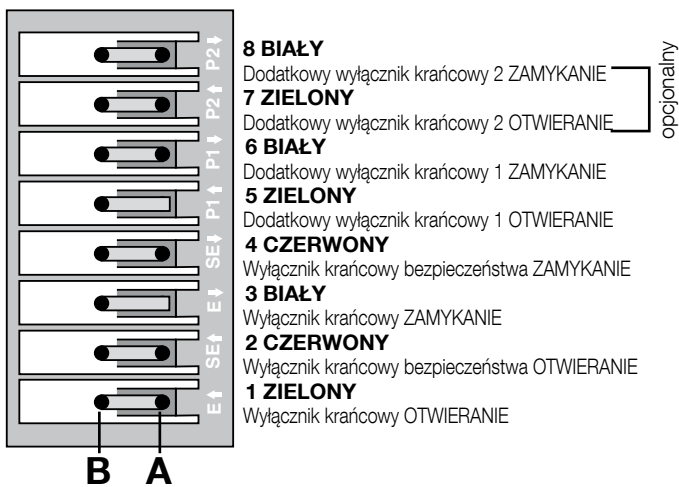 P2 ↓
8 BIAŁY
Dodatkowy wyłącznik krańcowy 2 ZAMYKANIE
P2 ↑
7 ZIELONY
Dodatkowy wyłącznik krańcowy 2 OTWIERANIE
opcjonalny
P1 ↓
6 BIAŁY
Dodatkowy wyłącznik krańcowy 1 ZAMYKANIE
P1 ↑
5 ZIELONY
Dodatkowy wyłącznik krańcowy 1 OTWIERANIE
SE ↓
4 CZERWONY
Wyłącznik krańcowy bezpieczeństwa ZAMYKANIE
E ↓
3 BIAŁY
Wyłącznik krańcowy ZAMYKANIE
SE ↑
2 CZERWONY
Wyłącznik krańcowy bezpieczeństwa OTWIERANIE
E ↑
1 ZIELONY
Wyłącznik krańcowy OTWIERANIE
B A